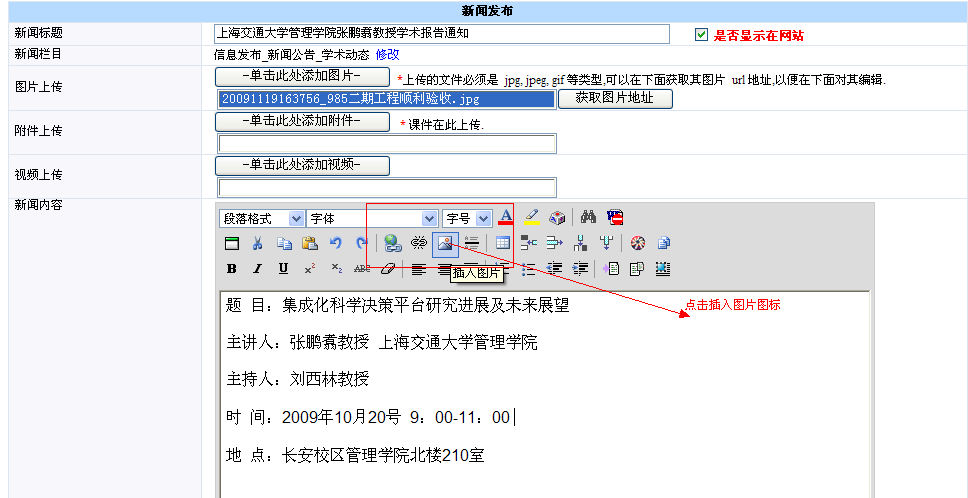 新闻发布
新闻标题 上海交通大学管理学院张鹏翥教授学术报告通知 是否显示在网站
新闻栏目 信息发布_新闻公告_学术动态 修改
图片上传 -单击此处添加图片- *上传的文件必须是 jpg, jpeg, gif 等类型,可以在下面获取其图片 url 地址,以便在下面对其编辑.
20091119163756_985二期工程顺利验收.jpg 获取图片地址
附件上传 -单击此处添加附件- *课件在此上传.
视频上传 -单击此处添加视频-
新闻内容
段落格式 字体 字号 A
B I U x² x₂ ABC
插入图片
点击插入图片图标
题 目：集成化科学决策平台研究进展及未来展望
主讲人：张鹏翥教授 上海交通大学管理学院
主持人：刘西林教授
时 间：2009年10月20号 9：00-11：00
地 点：长安校区管理学院北楼210室